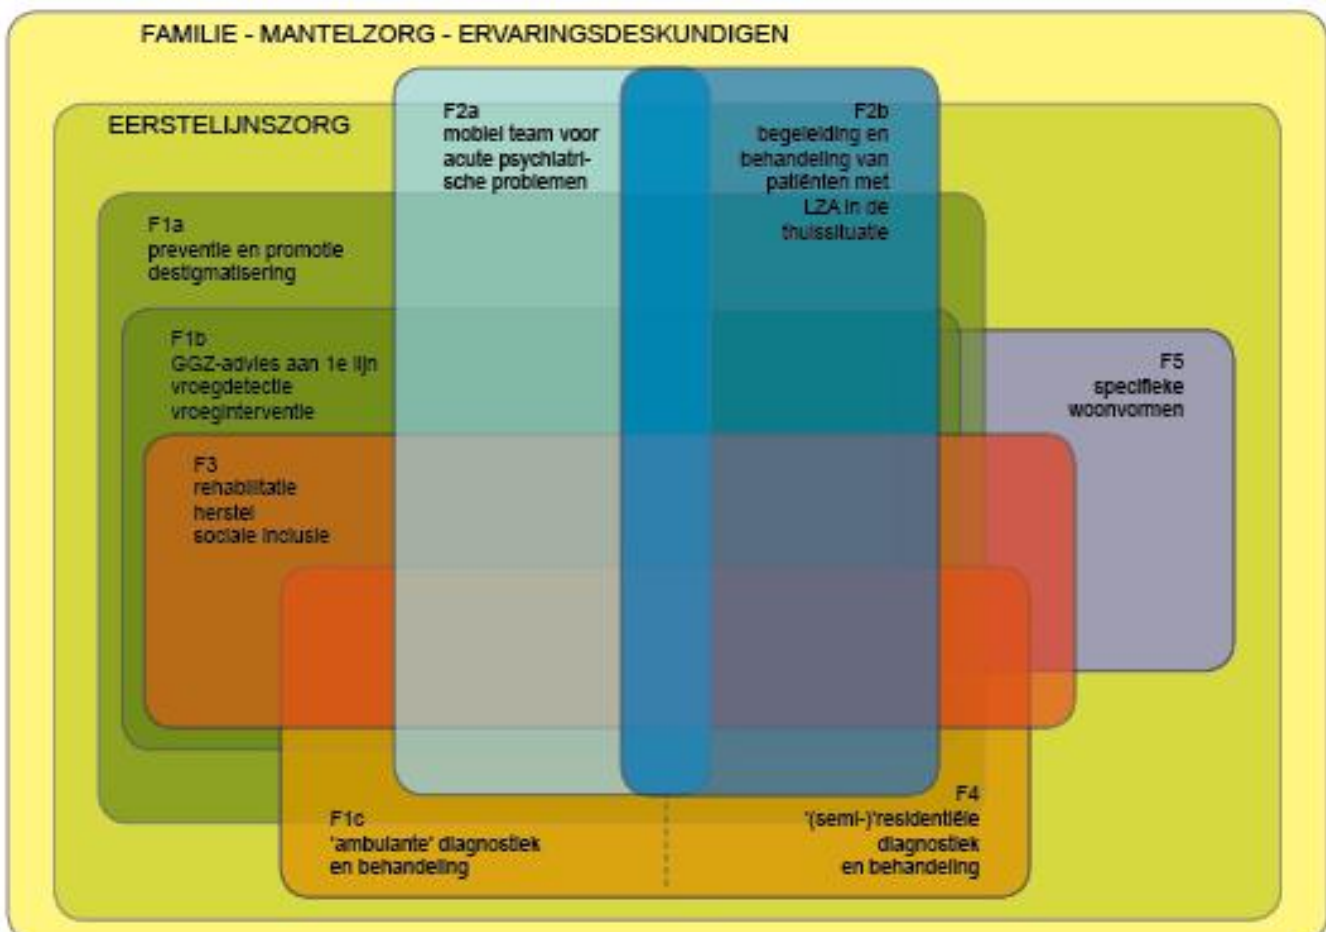 FAMILIE - MANTELZORG - ERVARINGSDESKUNDIGEN
EERSTELIJNSZORG
F2a
mobiel team voor
acute psychiatri-
sche problemen
F2b
begeleiding en
behandeling van
patiënten met
LZA in de
thuissituatie
F1a
preventie en promotie
destigmatisering
F1b
GGZ-advies aan 1e lijn
vroegdetectie
vroeginterventie
F5
specifieke
woonvormen
F3
rehabilitatie
herstel
sociale inclusie
F1c
'ambulante' diagnostiek
en behandeling
F4
'(semi-)'residentiële
diagnostiek
en behandeling